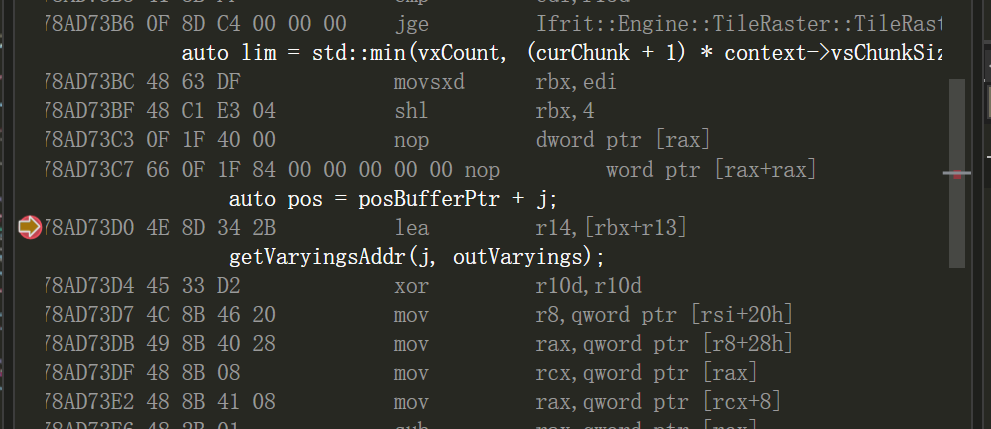 78AD73B6 0F 8D C4 00 00 00 jge Ifrit::Engine::TileRaster::TileRast
auto lim = std::min(vxCount, (curChunk + 1) * context->vsChunkSiz
78AD73BC 48 63 DF movsxd rbx,edi
78AD73BF 48 C1 E3 04 shl rbx,4
78AD73C3 0F 1F 40 00 nop dword ptr [rax]
78AD73C7 66 0F 1F 84 00 00 00 00 00 nop word ptr [rax+rax]
auto pos = posBufferPtr + j;
78AD73D0 4E 8D 34 2B lea r14,[rbx+r13]
getVaryingsAddr(j, outVaryings);
78AD73D4 45 33 D2 xor r10d,r10d
78AD73D7 4C 8B 46 20 mov r8,qword ptr [rsi+20h]
78AD73DB 49 8B 40 28 mov rax,qword ptr [r8+28h]
78AD73DF 48 8B 08 mov rcx,qword ptr [rax]
78AD73E2 48 8B 41 08 mov rax,qword ptr [rcx+8]